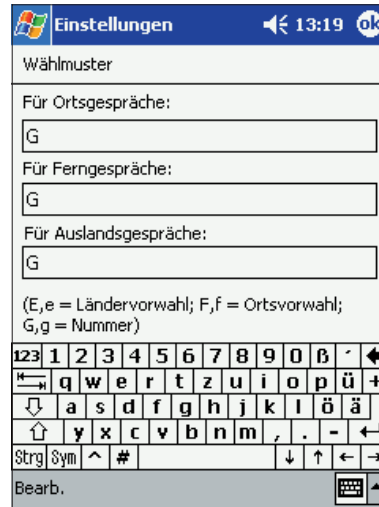 Einstellungen 13:19 ok
Wählmuster
Für Ortsgespräche:
G
Für Ferngespräche:
G
Für Auslandsgespräche:
G
(E,e = Ländervorwahl; F,f = Ortsvorwahl;
G,g = Nummer)
123 1 2 3 4 5 6 7 8 9 0 ß ´
q w e r t z u i o p ü +
a s d f g h j k l ö ä
y x c v b n m , . -
Strg Sym ^ # ↓ ↑ ← →
Bearb.